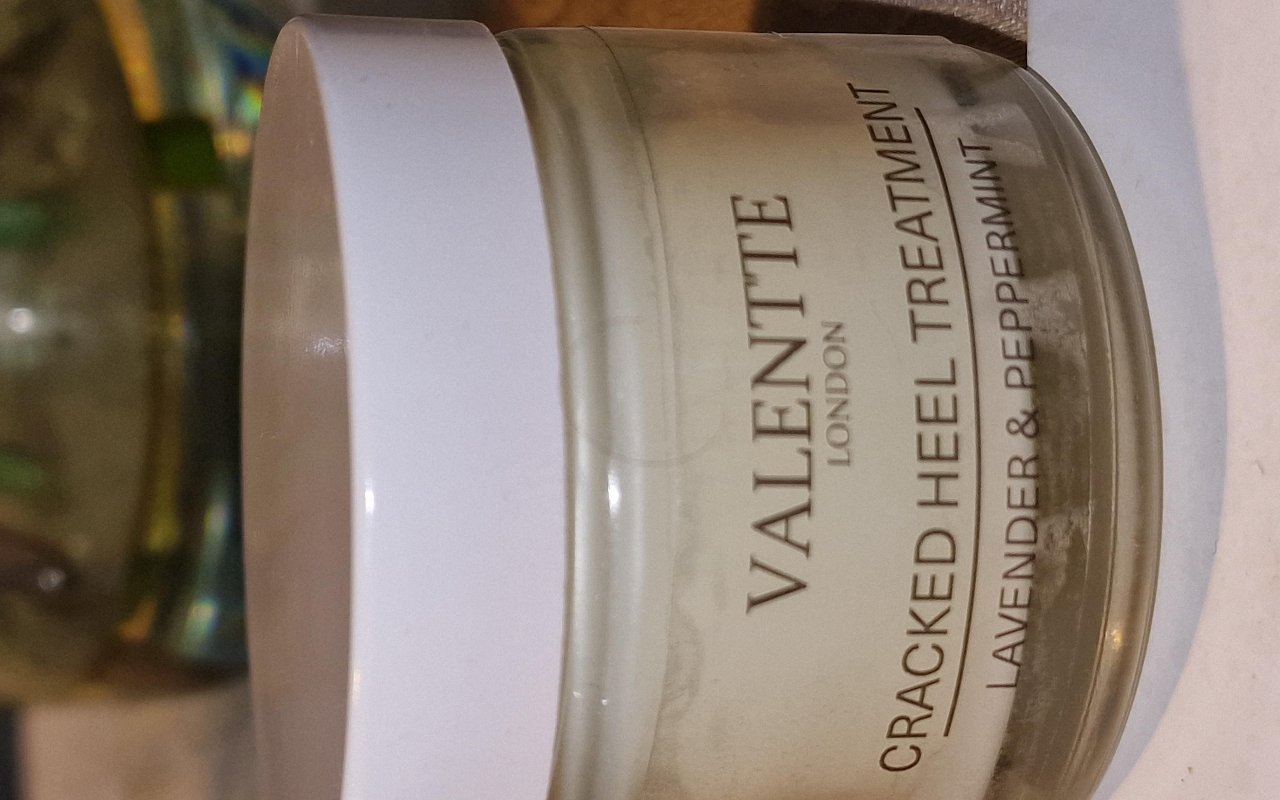 VALENTTE
LONDON
CRACKED HEEL TREATMENT
LAVENDER & PEPPERMINT